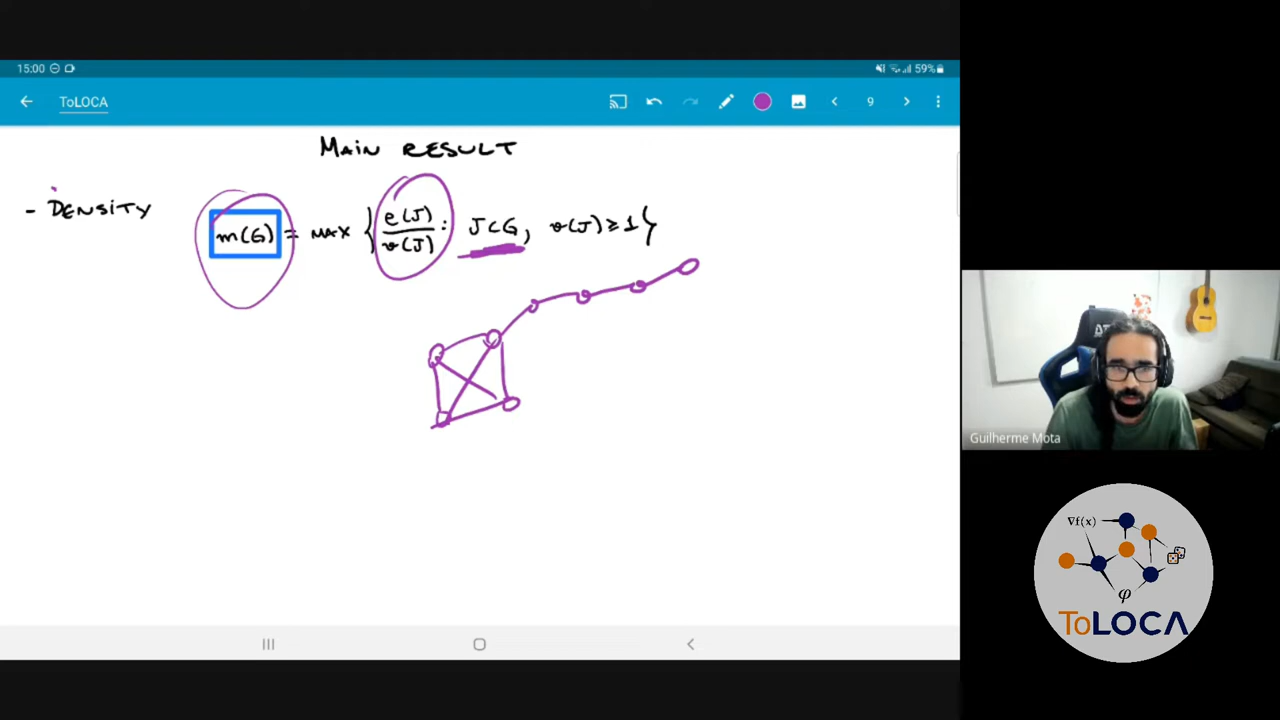 15:00
59%
ToLOCA
9
MAIN RESULT
- DENSITY m(G) = MAX { e(J) / v(J) : J ⊂ G, v(J) ≥ 1 }
Guilherme Mota
∇f(x)
φ
ToLOCA